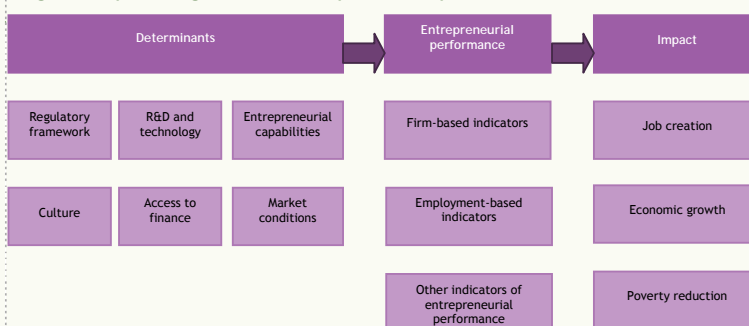 Determinants
Entrepreneurial
performance
Impact
Regulatory
framework
R&D and
technology
Entrepreneurial
capabilities
Firm-based indicators
Job creation
Culture
Access to
finance
Market
conditions
Employment-based
indicators
Economic growth
Other indicators of
entrepreneurial
performance
Poverty reduction